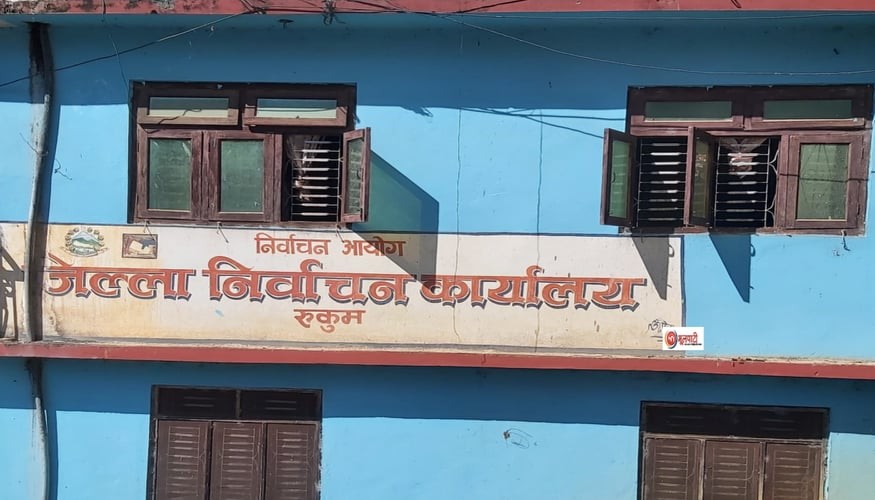 निर्वाचन आयोग
जिल्ला निर्वाचन कार्यालय
रुकुम